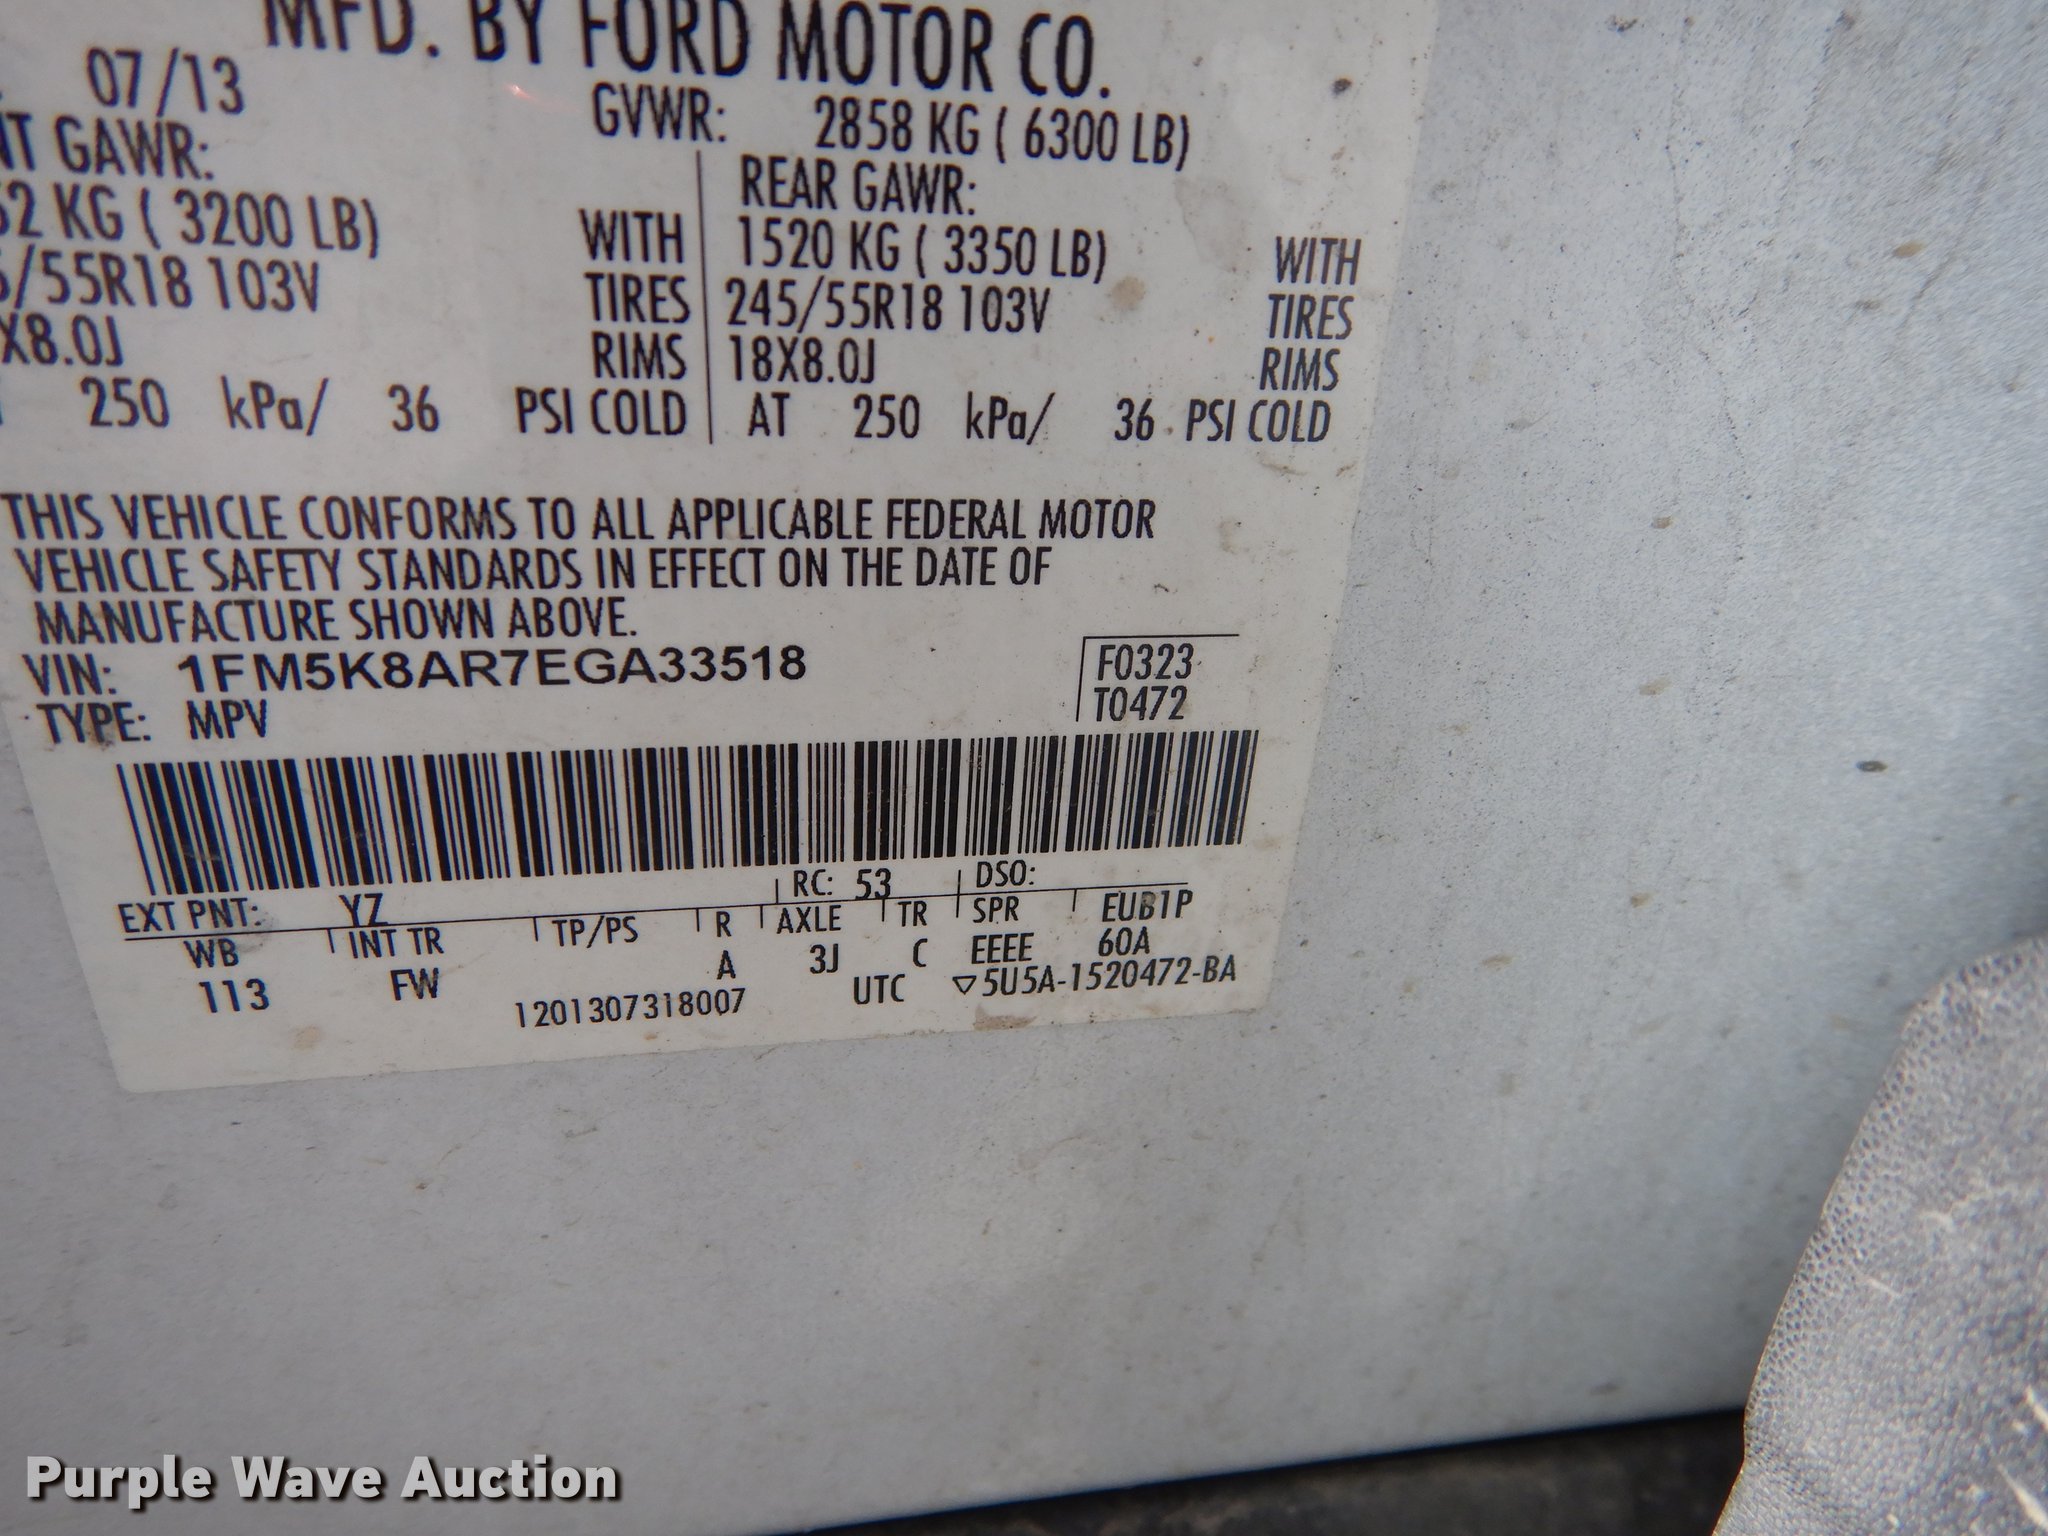 MFD. BY FORD MOTOR CO.
07/13
GVWR: 2858 KG ( 6300 LB)
GAWR:
REAR GAWR:
KG ( 3200 LB) WITH
1520 KG ( 3350 LB) WITH
/55R18 103V TIRES
245/55R18 103V TIRES
X8.0J RIMS
18X8.0J RIMS
250 kPa/ 36 PSI COLD
AT 250 kPa/ 36 PSI COLD
THIS VEHICLE CONFORMS TO ALL APPLICABLE FEDERAL MOTOR
VEHICLE SAFETY STANDARDS IN EFFECT ON THE DATE OF
MANUFACTURE SHOWN ABOVE.
VIN: 1FM5K8AR7EGA33518
F0323
TYPE: MPV
T0472
EXT PNT: YZ RC: 53 DSO:
WB INT TR TP/PS R AXLE TR SPR EUB1P
113 FW A 3J C EEEE 60A
1201307318007 UTC ▽5U5A-1520472-BA
Purple Wave Auction